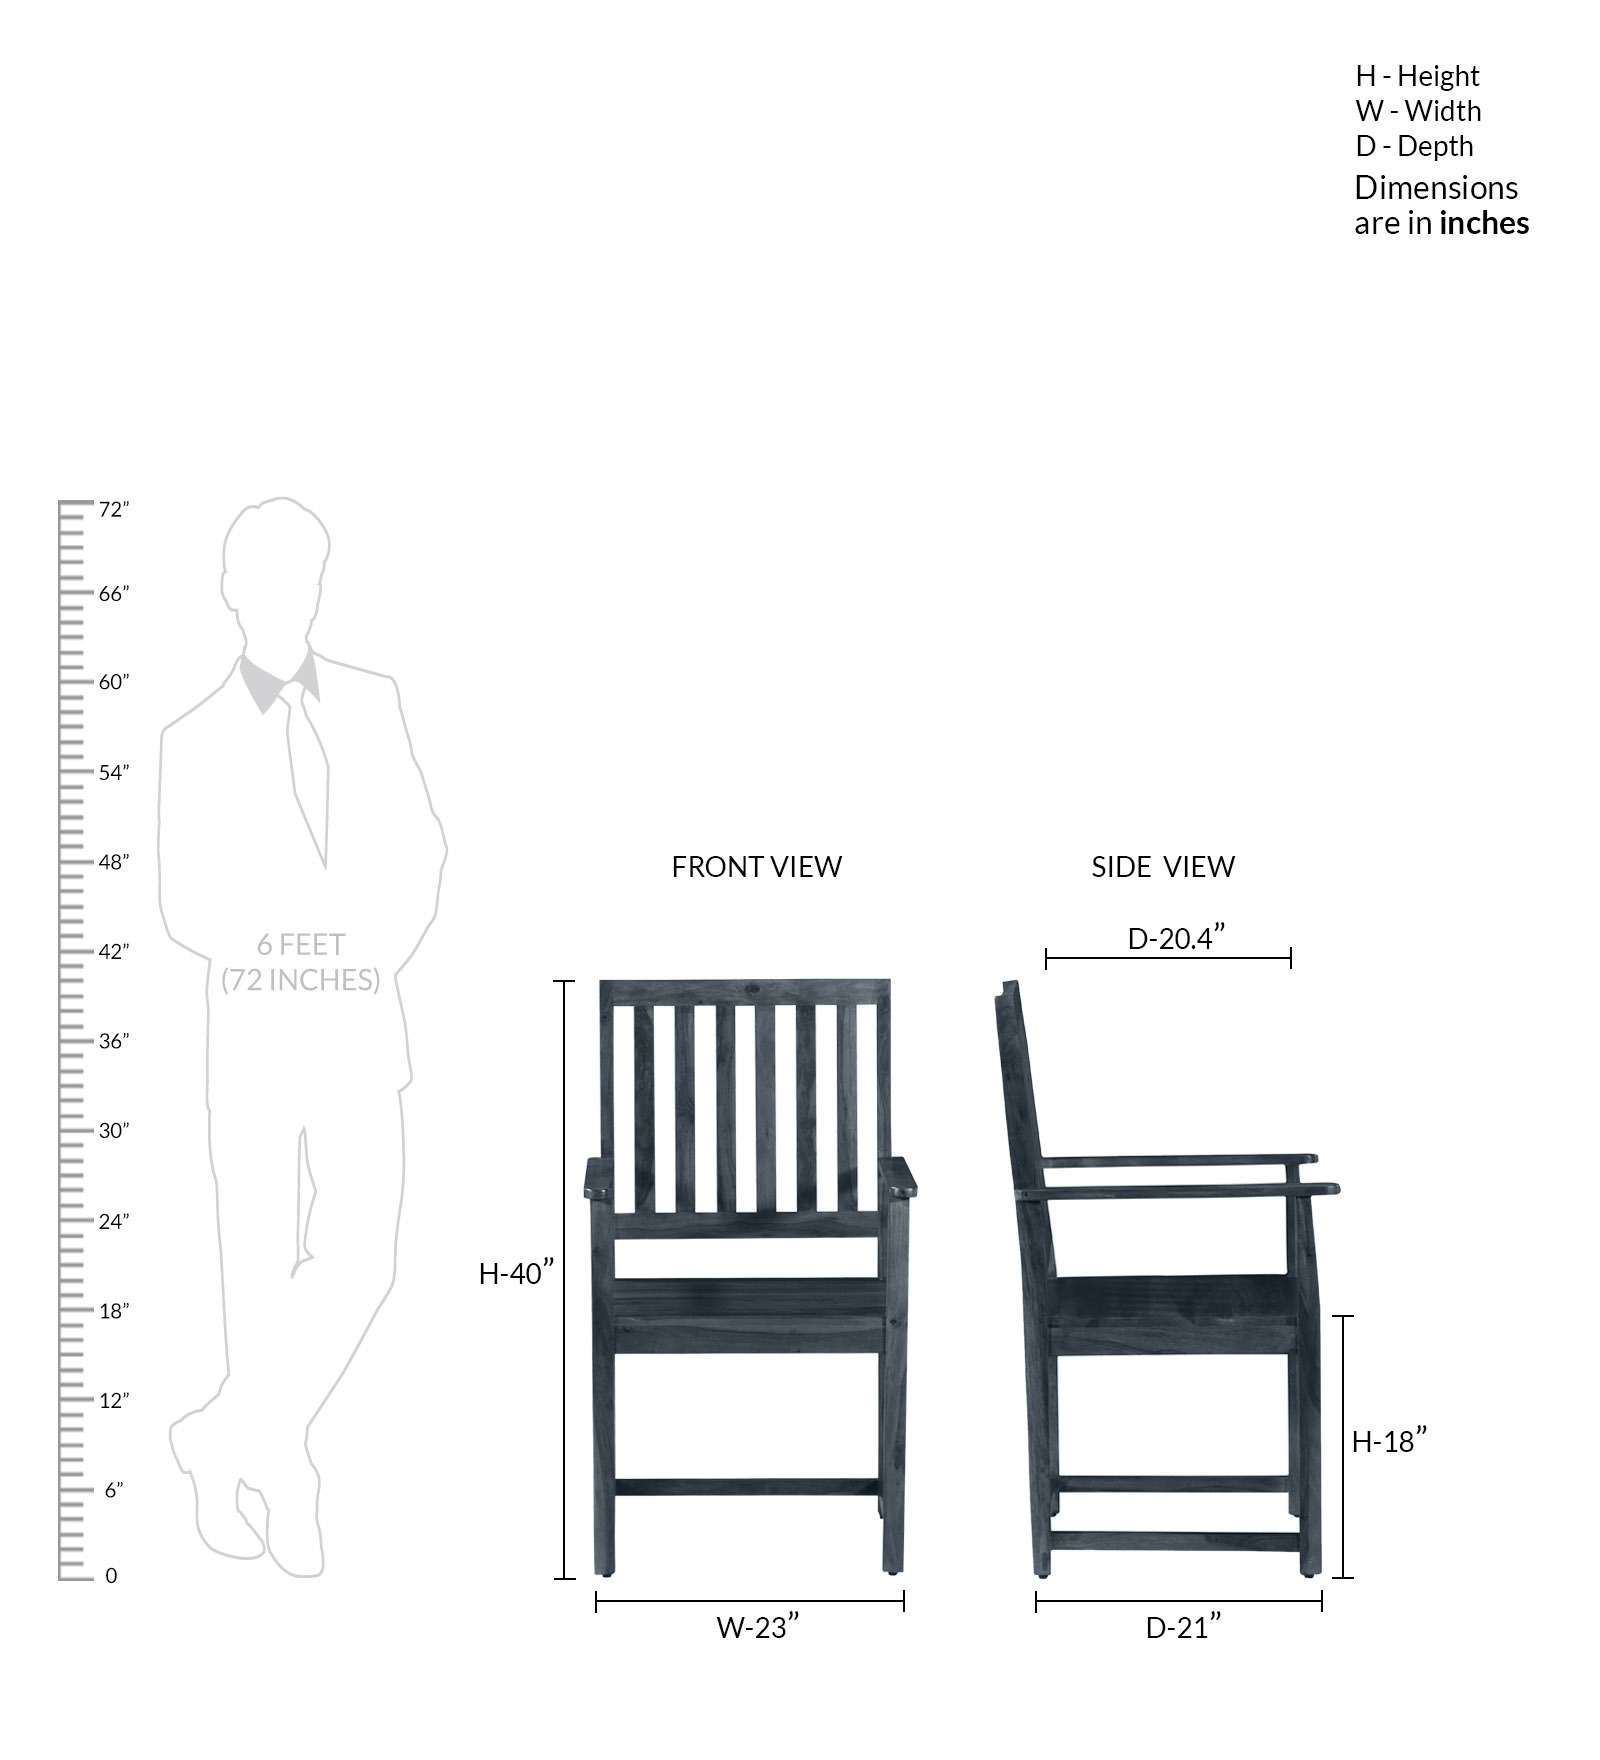 H - Height
W - Width
D - Depth
Dimensions
are in inches
72”
66”
60”
54”
48”
42”
36”
30”
24”
18”
12”
6”
0
6 FEET
(72 INCHES)
FRONT VIEW
H-40”
W-23”
SIDE VIEW
D-20.4”
H-18”
D-21”